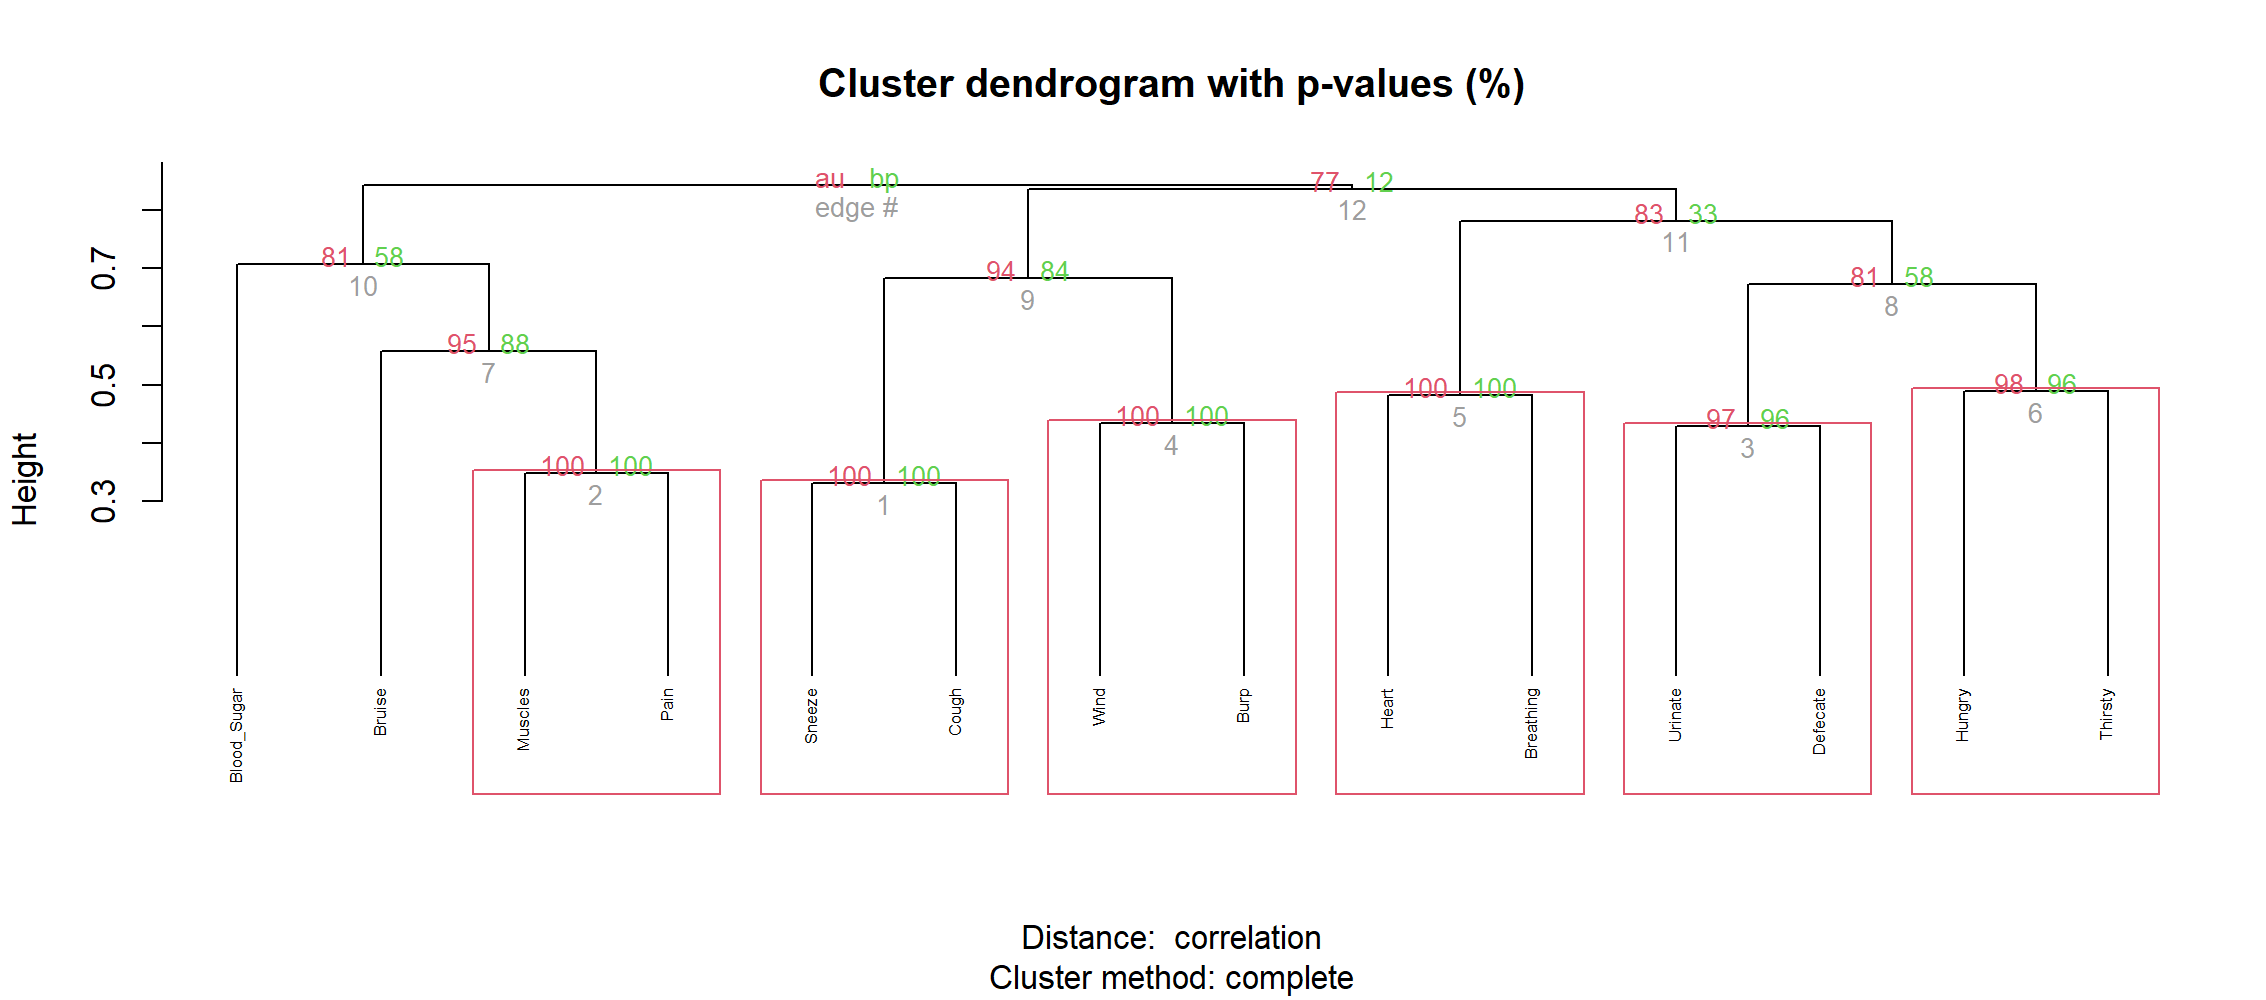 Cluster dendrogram with p-values (%)
au bp
edge #
77 12
12
83 33
11
81 58
10
94 84
9
81 58
8
95 88
7
100 100
2
100 100
1
100 100
4
100 100
5
97 96
3
98 96
6
Height
0.7
0.5
0.3
Blood_Sugar
Bruise
Muscles
Pain
Sneeze
Cough
Wind
Burp
Heart
Breathing
Urinate
Defecate
Hungry
Thirsty
Distance: correlation
Cluster method: complete